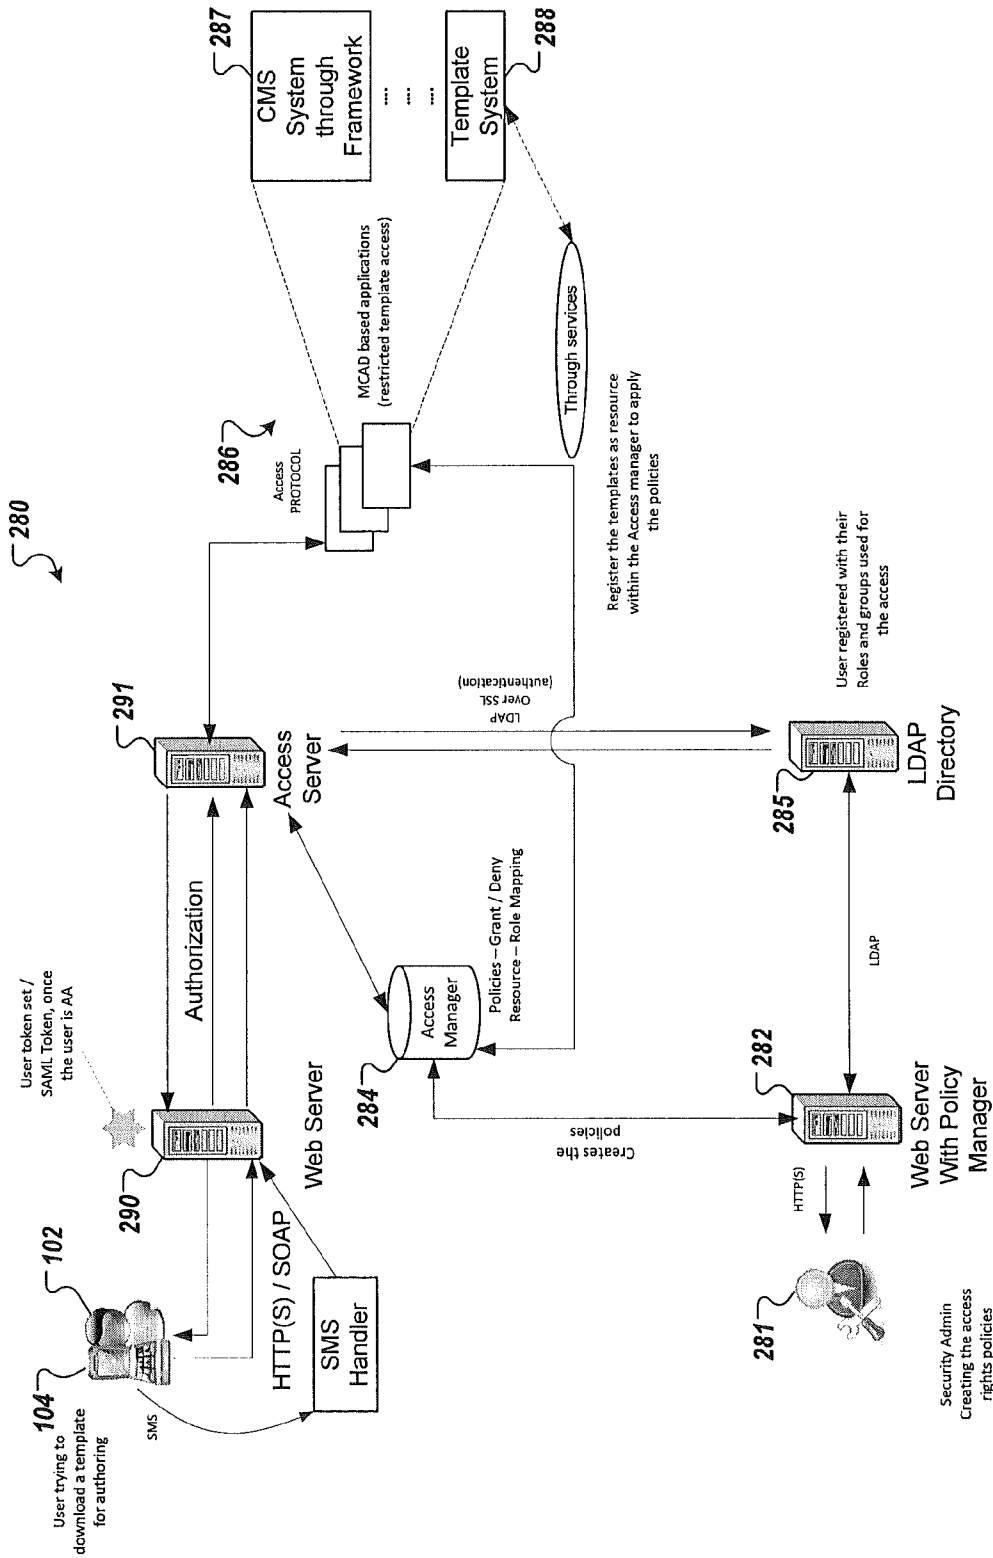 280
User trying to
download a template
for authoring
104
102
SMS
SMS
Handler
HTTP(S) / SOAP
290
Web Server
User token set /
SAML Token, once
the user is AA
Authorization
291
Access
Server
286
Access
PROTOCOL
MCAD based applications
(restricted template access)
287
CMS
System
through
Framework
....
....
....
Template
System
288
Through services
Register the templates as resource
within the Access manager to apply
the policies
284
Access
Manager
Policies – Grant / Deny
Resource – Role Mapping
LDAP
Over SSL
(authentication)
Creates the
policies
281
Security Admin
Creating the access
rights policies
HTTP(S)
282
Web Server
With Policy
Manager
LDAP
285
LDAP
Directory
User registered with their
Roles and groups used for
the access